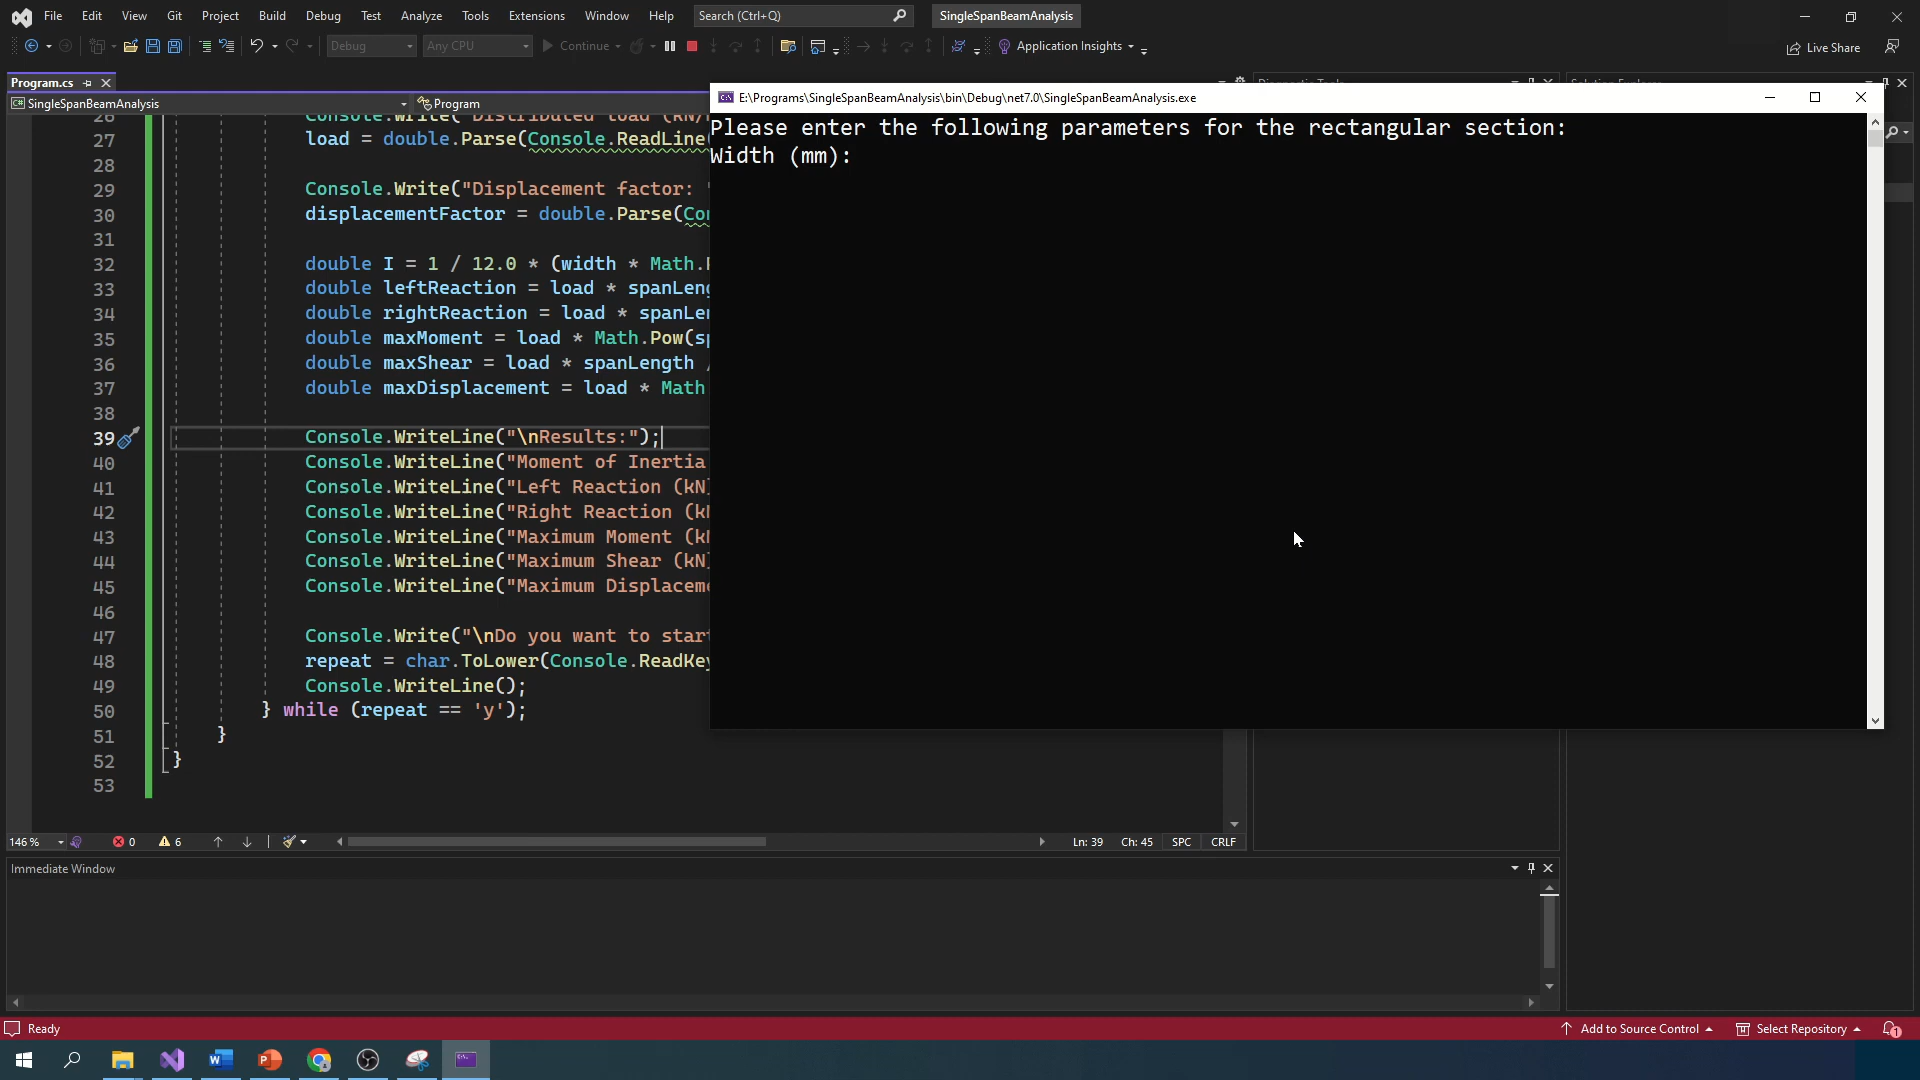 File Edit View Git Project Build Debug Test Analyze Tools Extensions Window Help Search (Ctrl+Q) SingleSpanBeamAnalysis
Debug Any CPU Continue Application Insights Live Share
Program.cs
SingleSpanBeamAnalysis Program
27 load = double.Parse(Console.ReadLine(
28
29 Console.Write("Displacement factor:
30 displacementFactor = double.Parse(Co
31
32 double I = 1 / 12.0 * (width * Math.
33 double leftReaction = load * spanLeng
34 double rightReaction = load * spanLe
35 double maxMoment = load * Math.Pow(s
36 double maxShear = load * spanLength /
37 double maxDisplacement = load * Math
38
39 Console.WriteLine("\nResults:");
40 Console.WriteLine("Moment of Inertia
41 Console.WriteLine("Left Reaction (kN)
42 Console.WriteLine("Right Reaction (k
43 Console.WriteLine("Maximum Moment (k
44 Console.WriteLine("Maximum Shear (kN)
45 Console.WriteLine("Maximum Displaceme
46
47 Console.Write("\nDo you want to star
48 repeat = char.ToLower(Console.ReadKey
49 Console.WriteLine();
50 } while (repeat == 'y');
51 }
52 }
53
E:\Programs\SingleSpanBeamAnalysis\bin\Debug\net7.0\SingleSpanBeamAnalysis.exe
Please enter the following parameters for the rectangular section:
Width (mm):
146 % 0 6 Ln: 39 Ch: 45 SPC CRLF
Immediate Window
Ready Add to Source Control Select Repository 1